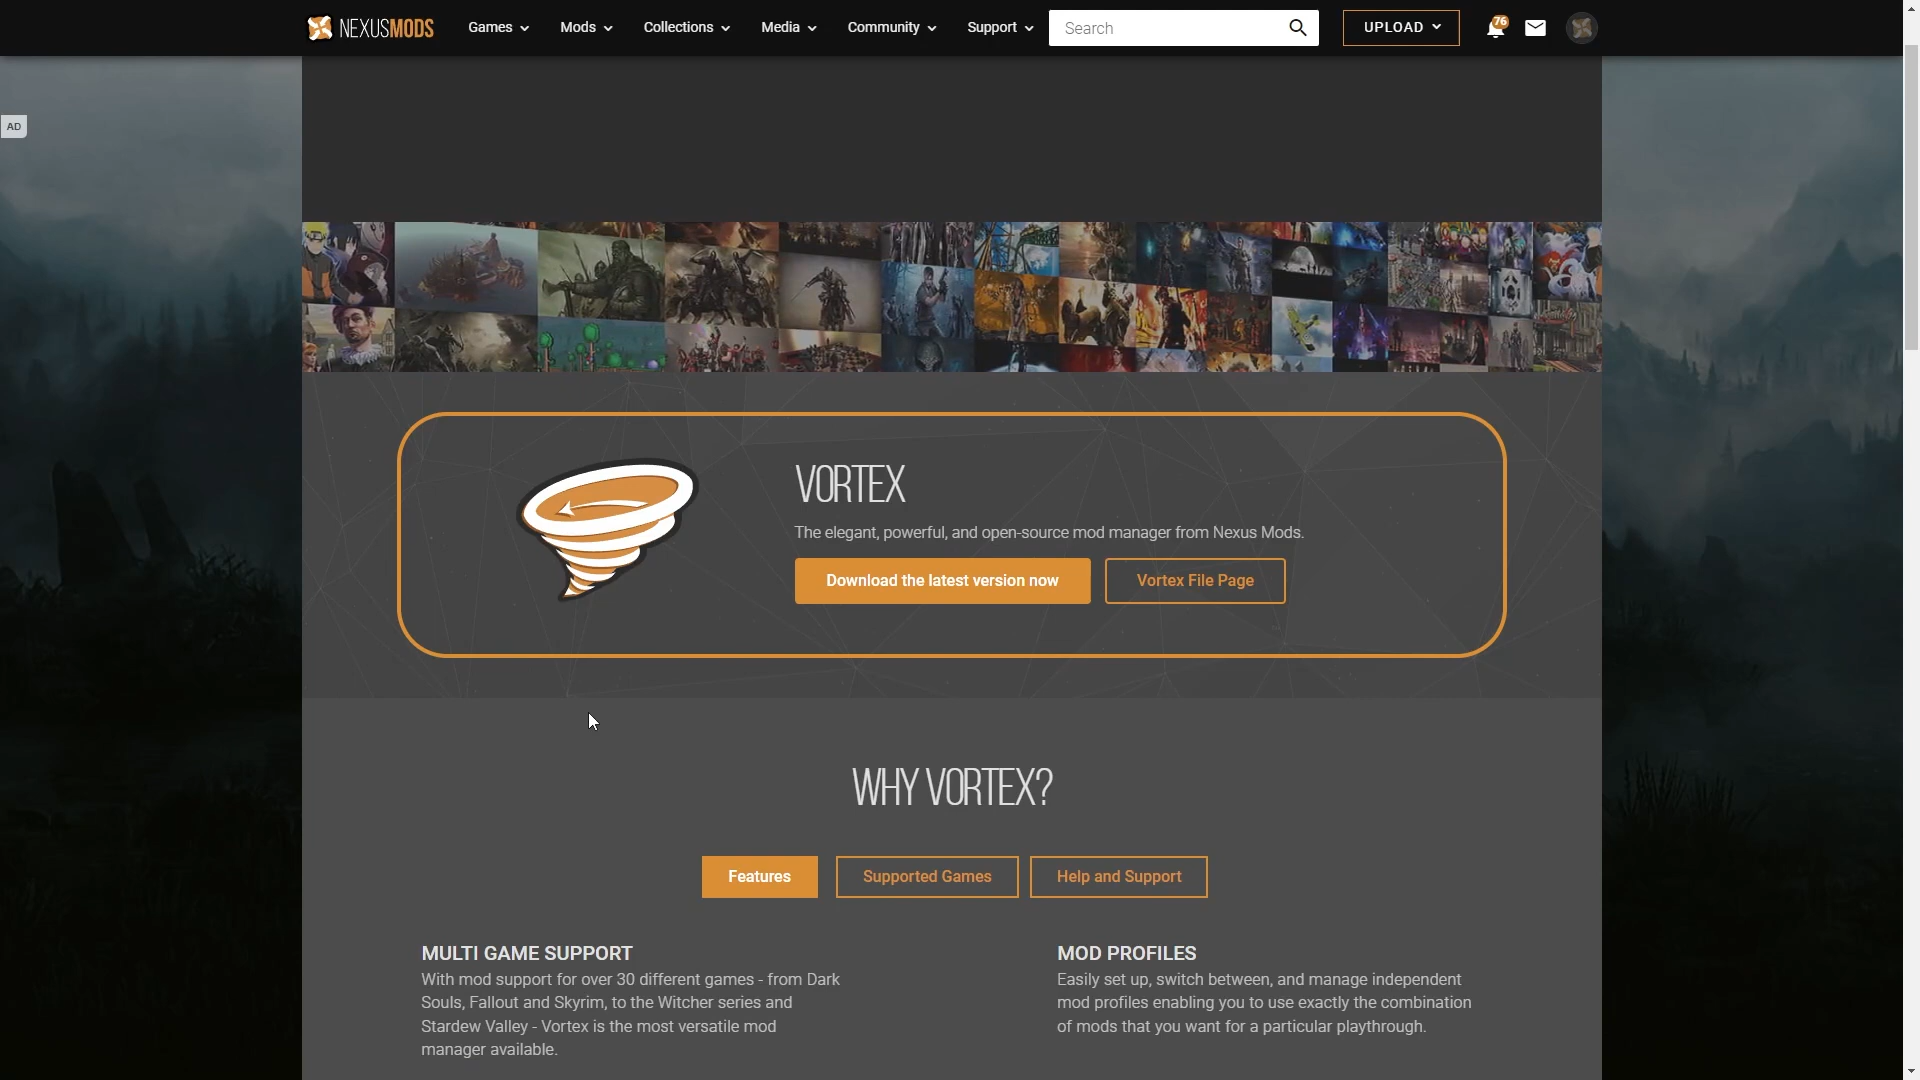 NEXUSMODS
Games
Mods
Collections
Media
Community
Support
Search
UPLOAD
76
AD
VORTEX
The elegant, powerful, and open-source mod manager from Nexus Mods.
Download the latest version now
Vortex File Page
WHY VORTEX?
Features
Supported Games
Help and Support
MULTI GAME SUPPORT
With mod support for over 30 different games - from Dark
Souls, Fallout and Skyrim, to the Witcher series and
Stardew Valley - Vortex is the most versatile mod
manager available.
MOD PROFILES
Easily set up, switch between, and manage independent
mod profiles enabling you to use exactly the combination
of mods that you want for a particular playthrough.